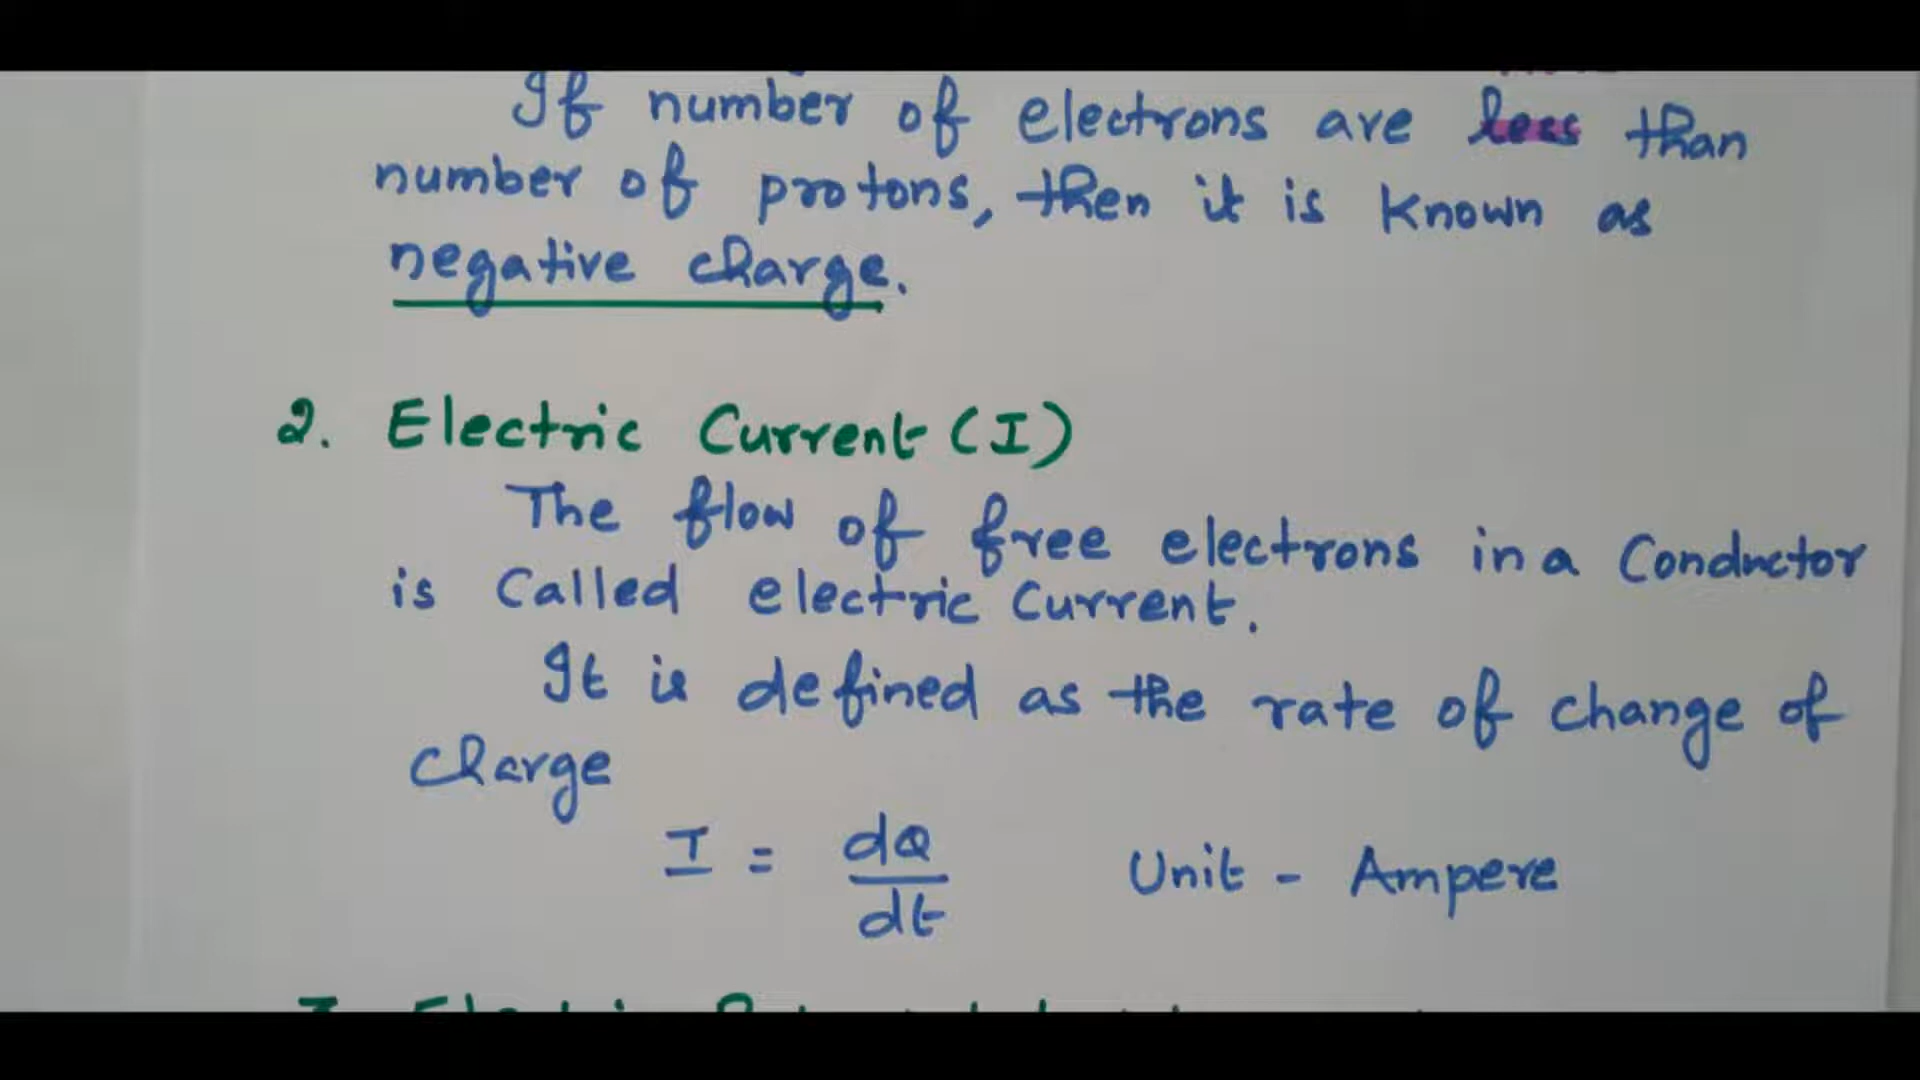 If number of electrons are less than
number of protons, then it is known as
negative charge.
2. Electric Current (I)
The flow of free electrons in a Conductor
is Called electric Current.
It is defined as the rate of change of
Charge
I = dQ/dt Unit - Ampere